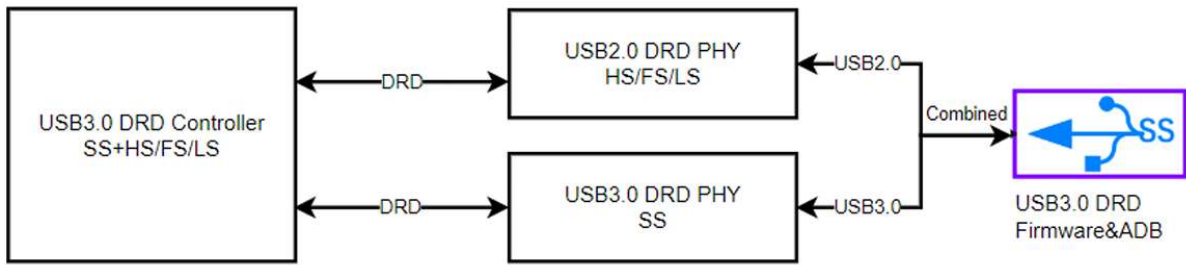 USB3.0 DRD Controller
SS+HS/FS/LS
DRD
DRD
USB2.0 DRD PHY
HS/FS/LS
USB3.0 DRD PHY
SS
USB2.0
USB3.0
Combined
SS
USB3.0 DRD
Firmware&ADB